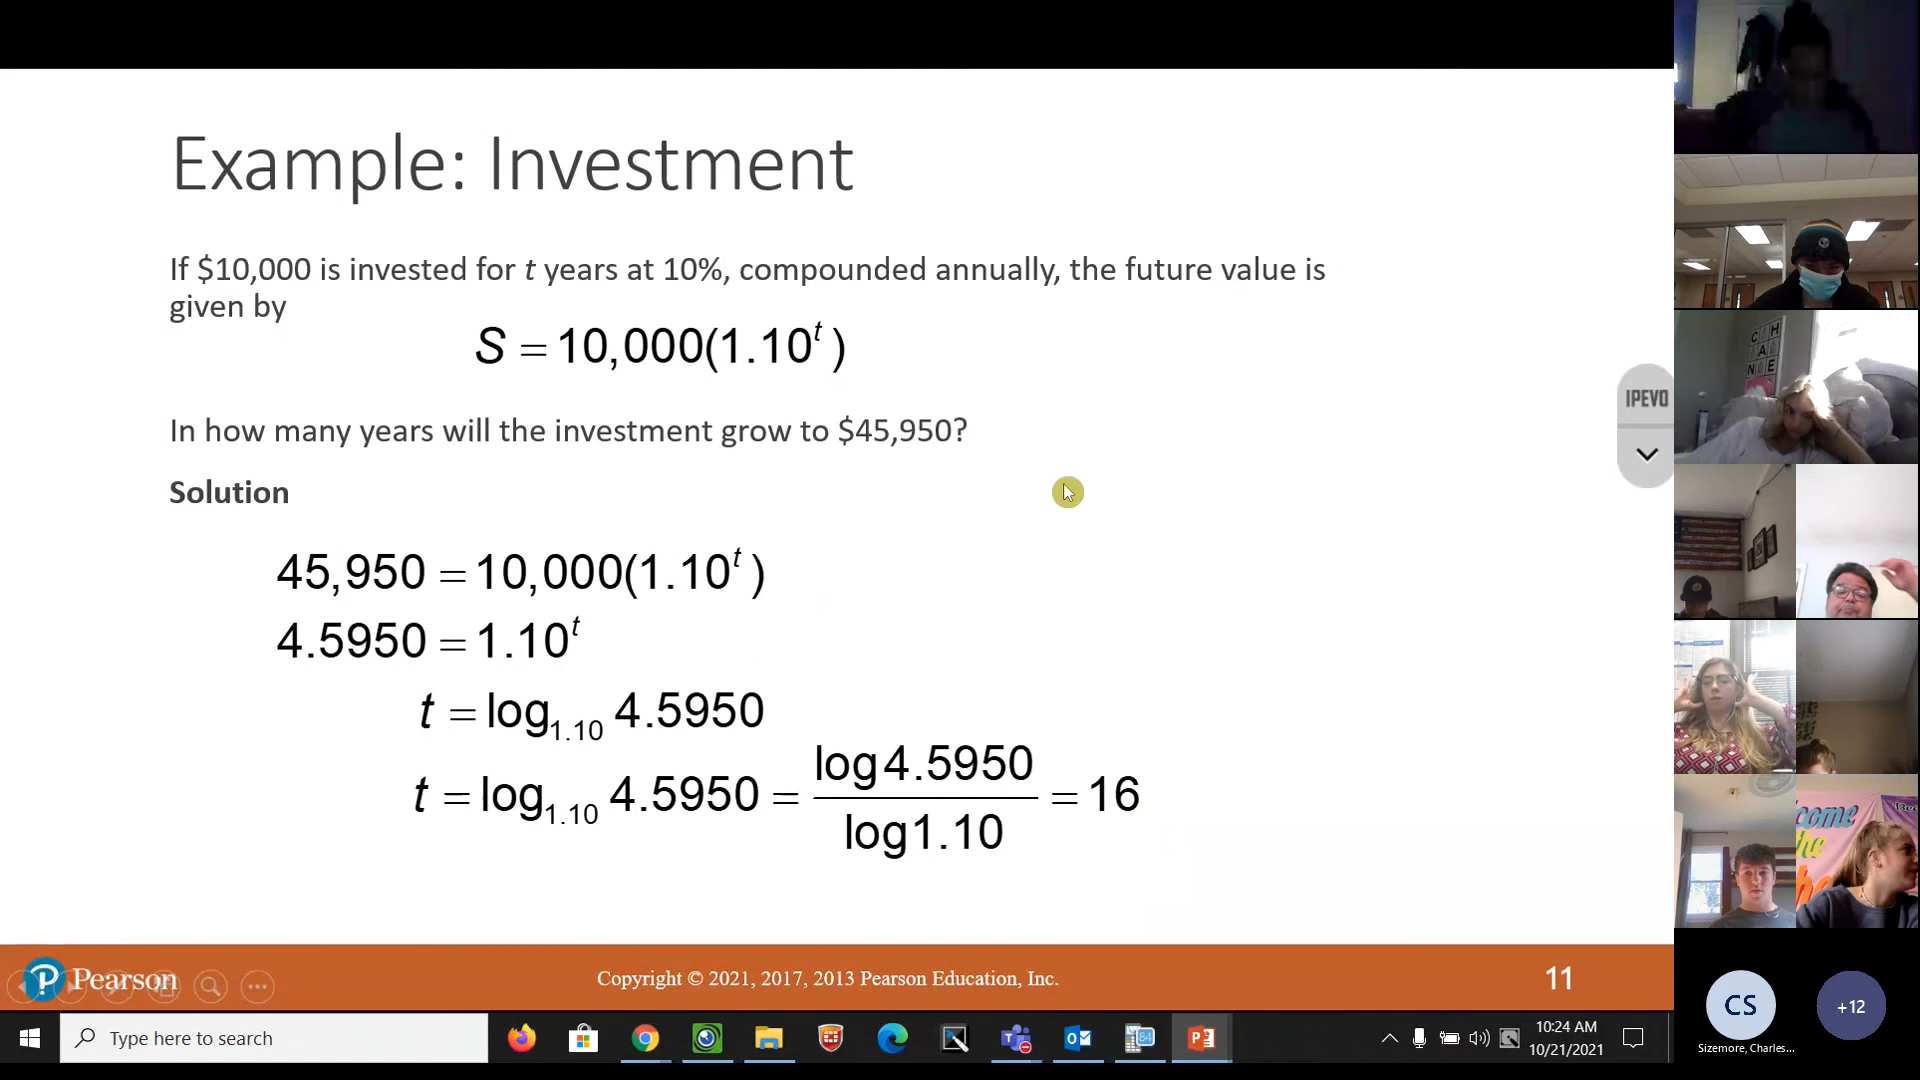 Example: Investment
If $10,000 is invested for t years at 10%, compounded annually, the future value is
given by
S = 10,000(1.10^t)
In how many years will the investment grow to $45,950?
Solution
45,950 = 10,000(1.10^t)
4.5950 = 1.10^t
t = log_1.10 4.5950
t = log_1.10 4.5950 = log 4.5950 / log 1.10 = 16
Pearson
Copyright © 2021, 2017, 2013 Pearson Education, Inc.
11
IPEVO
C H
A
N E
come
the
CS
+12
Sizemore, Charles...
Type here to search
84
10:24 AM
10/21/2021